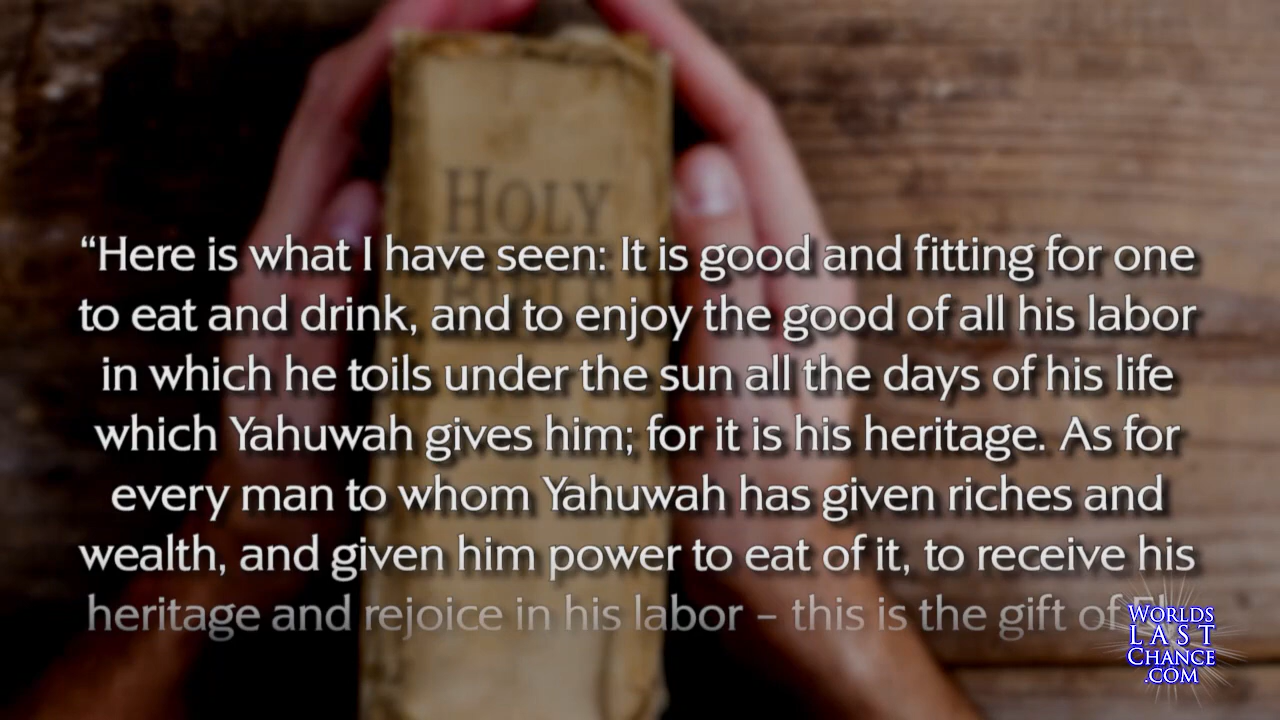 HOLY
“Here is what I have seen: It is good and fitting for one
to eat and drink, and to enjoy the good of all his labor
in which he toils under the sun all the days of his life
which Yahuwah gives him; for it is his heritage. As for
every man to whom Yahuwah has given riches and
wealth, and given him power to eat of it, to receive his
heritage and rejoice in his labor – this is the gift of
WORLDS
LAST
CHANCE
.COM